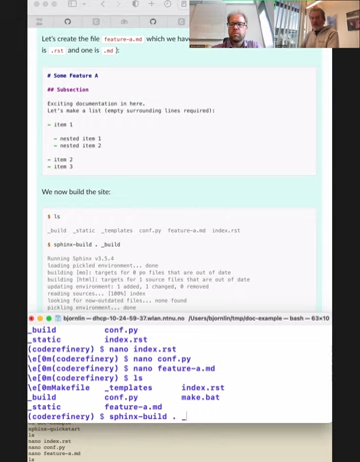 Let's create the file feature-a.md which we have
is .rst and one is .md):
# Some Feature A
## Subsection
Exciting documentation in here.
Let's make a list (empty surrounding lines required):
- item 1
- nested item 1
- nested item 2
- item 2
- item 3
We now build the site:
$ ls
_build _static _templates conf.py feature-a.md index.rst
$ sphinx-build . _build
Running Sphinx v3.5.4
loading pickled environment... done
building [mo]: targets for 0 po files that are out of date
building [html]: targets for 1 source files that are out of date
updating environment: 1 added, 1 changed, 0 removed
reading sources... [100%] index
looking for now-outdated files... none found
pickling environment... done
bjornlin — dhcp-10-24-59-37.wlan.ntnu.no: /Users/bjornlin/tmp/doc-example — 63×10
_build conf.py
_static index.rst
(coderefinery) $ nano index.rst
\e[0m(coderefinery) $ nano conf.py
\e[0m(coderefinery) $ nano feature-a.md
\e[0m(coderefinery) $ ls
\e[0mMakefile _templates index.rst
_build conf.py make.bat
_static feature-a.md
(coderefinery) $ sphinx-build . _
sphinx-quickstart
ls
nano index.rst
nano conf.py
nano feature-a.md
ls